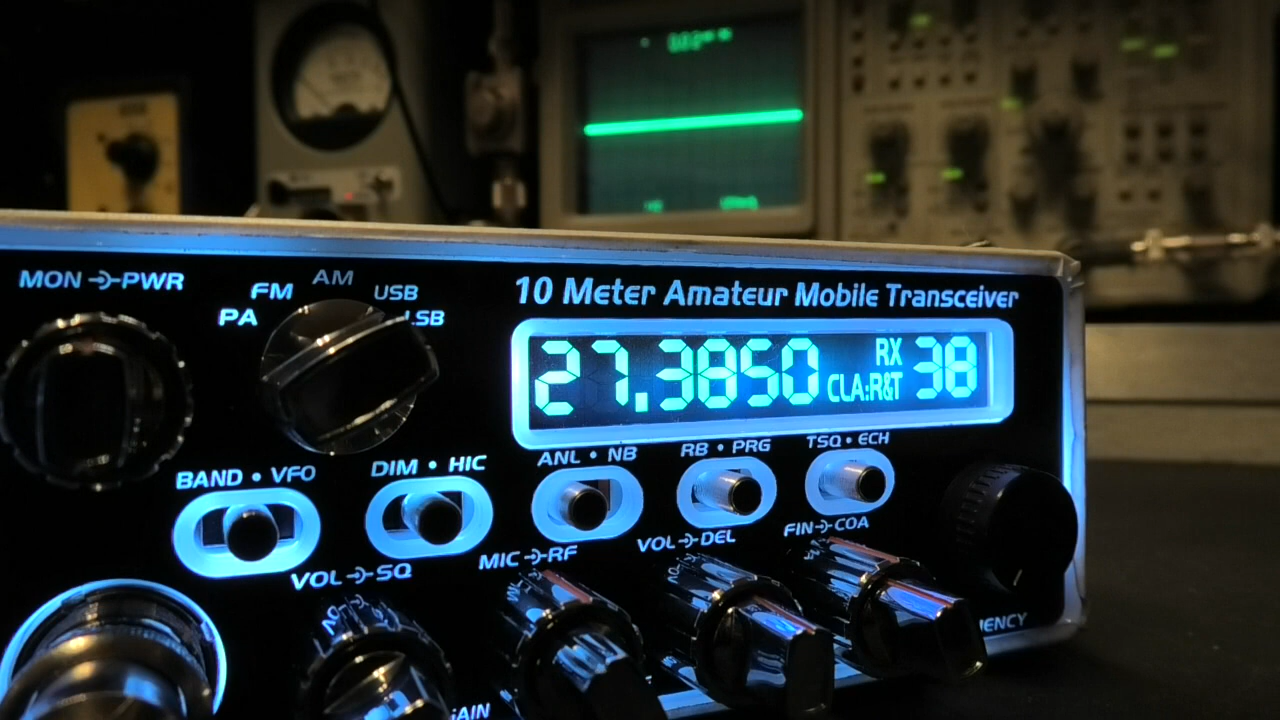 10 Meter Amateur Mobile Transceiver
MON PWR
PA FM AM USB LSB
27.3850 RX CLA:R&T 38
BAND • VFO
DIM • HIC
ANL • NB
RB • PRG
TSQ • ECH
VOL SQ
MIC RF
VOL DEL
FIN COA